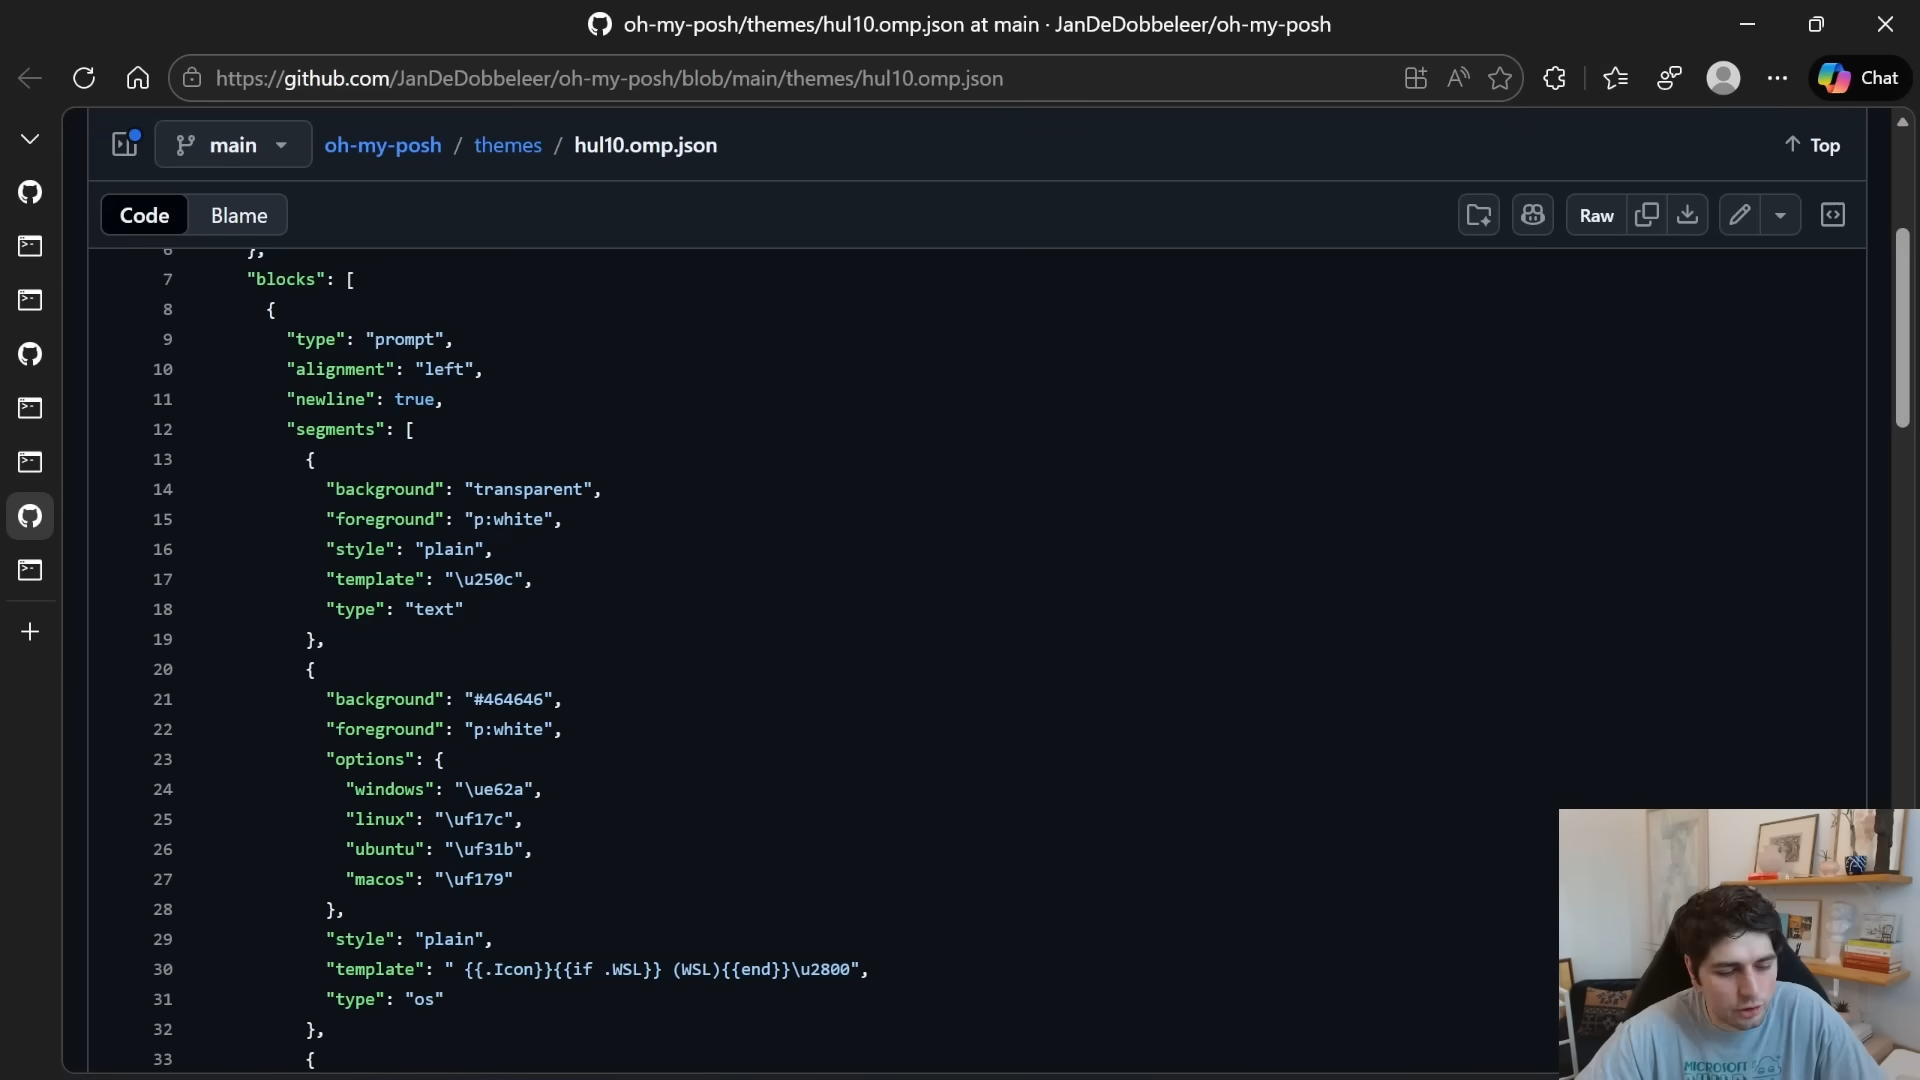 oh-my-posh/themes/hul10.omp.json at main · JanDeDobbeleer/oh-my-posh
https://github.com/JanDeDobbeleer/oh-my-posh/blob/main/themes/hul10.omp.json
Chat
main
oh-my-posh / themes / hul10.omp.json
Top
Code
Blame
Raw
6 },
7 "blocks": [
8 {
9 "type": "prompt",
10 "alignment": "left",
11 "newline": true,
12 "segments": [
13 {
14 "background": "transparent",
15 "foreground": "p:white",
16 "style": "plain",
17 "template": "\u250c",
18 "type": "text"
19 },
20 {
21 "background": "#464646",
22 "foreground": "p:white",
23 "options": {
24 "windows": "\ue62a",
25 "linux": "\uf17c",
26 "ubuntu": "\uf31b",
27 "macos": "\uf179"
28 },
29 "style": "plain",
30 "template": " {{.Icon}}{{if .WSL}} (WSL){{end}}\u2800",
31 "type": "os"
32 },
33 {
MICROSOFT